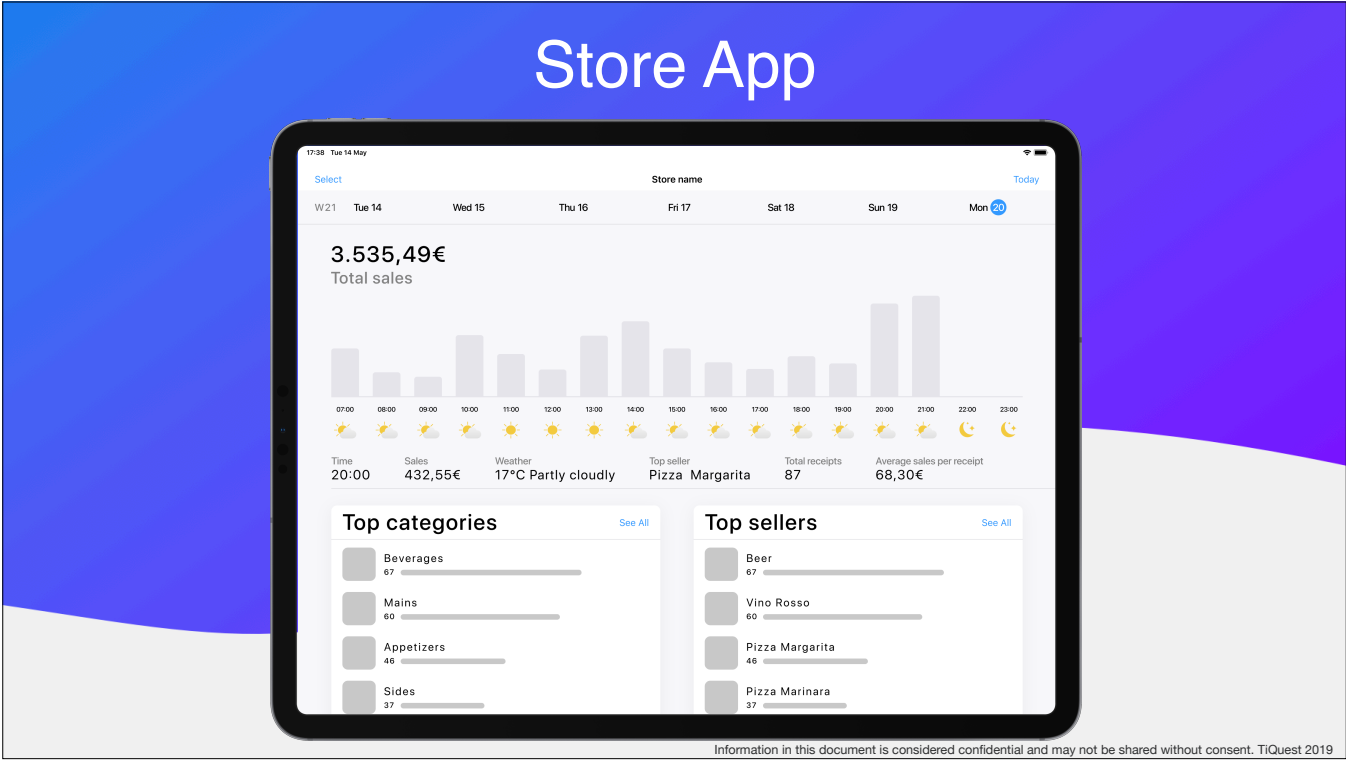 Store App
17:38 Tue 14 May
Select Store name Today
W21 Tue 14 Wed 15 Thu 16 Fri 17 Sat 18 Sun 19 Mon 20
3.535,49€
Total sales
07:00 08:00 09:00 10:00 11:00 12:00 13:00 14:00 15:00 16:00 17:00 18:00 19:00 20:00 21:00 22:00 23:00
Time Sales Weather Top seller Total receipts Average sales per receipt
20:00 432,55€ 17°C Partly cloudly Pizza Margarita 87 68,30€
Top categories See All
Beverages
67
Mains
60
Appetizers
46
Sides
37
Top sellers See All
Beer
67
Vino Rosso
60
Pizza Margarita
46
Pizza Marinara
37
Information in this document is considered confidential and may not be shared without consent. TiQuest 2019